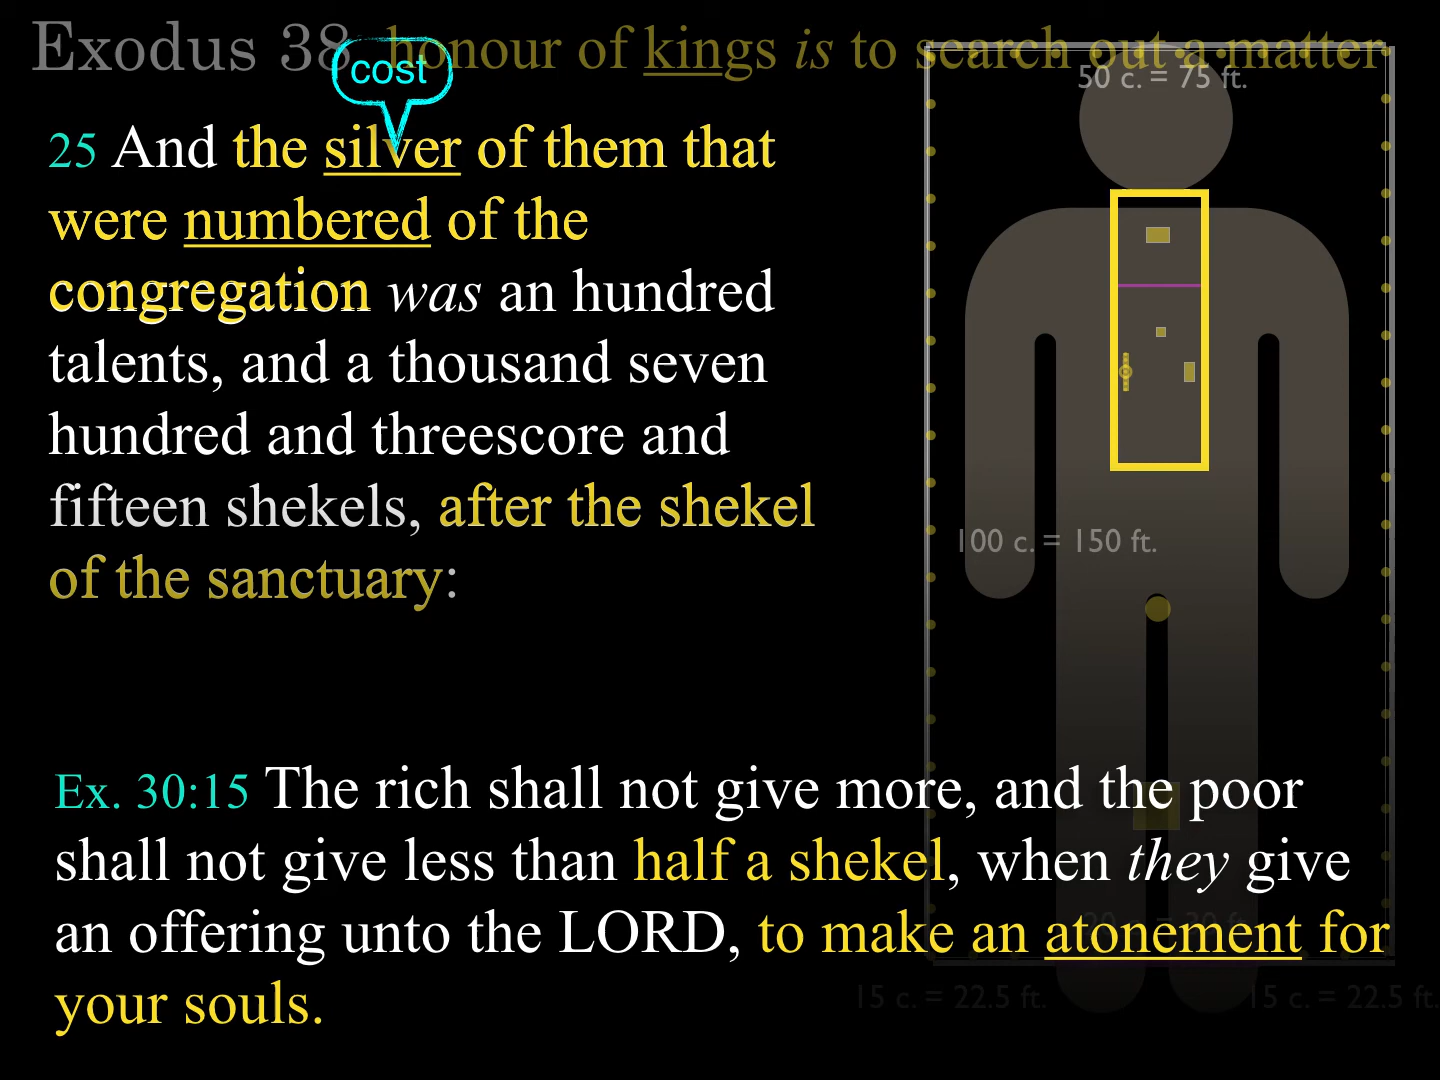 Exodus 38 honour of kings is to search out a matter
cost
50 c. = 75 ft.
25 And the silver of them that
were numbered of the
congregation was an hundred
talents, and a thousand seven
hundred and threescore and
fifteen shekels, after the shekel
of the sanctuary:
100 c. = 150 ft.
Ex. 30:15 The rich shall not give more, and the poor
shall not give less than half a shekel, when they give
an offering unto the LORD, to make an atonement for
your souls.
20 c. = 30 ft.
15 c. = 22.5 ft.
15 c. = 22.5 ft.